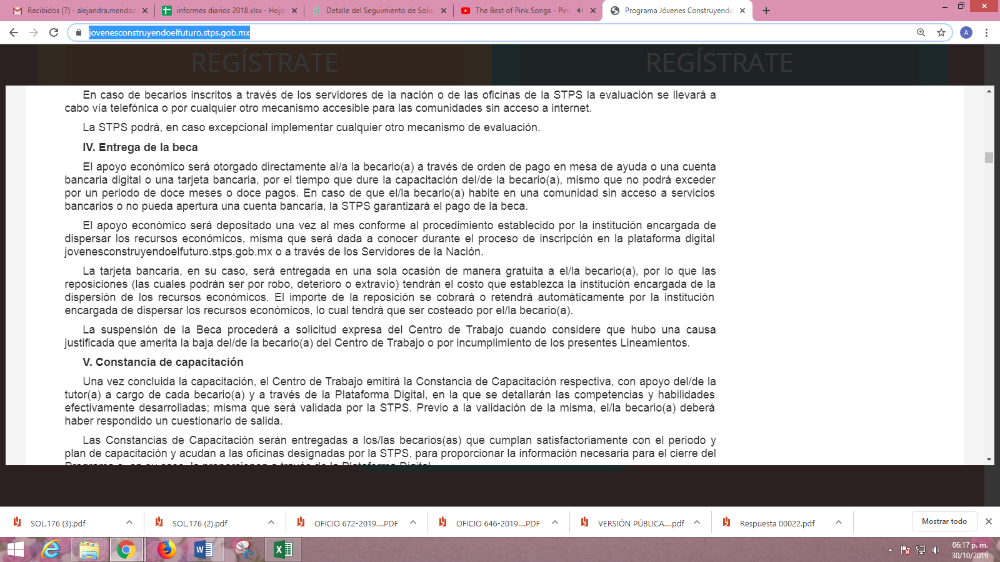 Recibidos (7) - alejandra.mendoz
informes diarios 2018.xlsx - Hoja
Detalle del Seguimiento de Solic
The Best of Pink Songs - Pin
Programa Jóvenes Construyendo
jovenesconstruyendoelfuturo.stps.gob.mx
A
REGÍSTRATE
REGÍSTRATE
En caso de becarios inscritos a través de los servidores de la nación o de las oficinas de la STPS la evaluación se llevará a
cabo vía telefónica o por cualquier otro mecanismo accesible para las comunidades sin acceso a internet.
La STPS podrá, en caso excepcional implementar cualquier otro mecanismo de evaluación.
IV. Entrega de la beca
El apoyo económico será otorgado directamente al/a la becario(a) a través de orden de pago en mesa de ayuda o una cuenta
bancaria digital o una tarjeta bancaria, por el tiempo que dure la capacitación del/de la becario(a), mismo que no podrá exceder
por un periodo de doce meses o doce pagos. En caso de que el/la becario(a) habite en una comunidad sin acceso a servicios
bancarios o no pueda apertura una cuenta bancaria, la STPS garantizará el pago de la beca.
El apoyo económico será depositado una vez al mes conforme al procedimiento establecido por la institución encargada de
dispersar los recursos económicos, misma que será dada a conocer durante el proceso de inscripción en la plataforma digital
jovenesconstruyendoelfuturo.stps.gob.mx o a través de los Servidores de la Nación.
La tarjeta bancaria, en su caso, será entregada en una sola ocasión de manera gratuita a el/la becario(a), por lo que las
reposiciones (las cuales podrán ser por robo, deterioro o extravío) tendrán el costo que establezca la institución encargada de la
dispersión de los recursos económicos. El importe de la reposición se cobrará o retendrá automáticamente por la institución
encargada de dispersar los recursos económicos, lo cual tendrá que ser costeado por el/la becario(a).
La suspensión de la Beca procederá a solicitud expresa del Centro de Trabajo cuando considere que hubo una causa
justificada que amerita la baja del/de la becario(a) del Centro de Trabajo o por incumplimiento de los presentes Lineamientos.
V. Constancia de capacitación
Una vez concluida la capacitación, el Centro de Trabajo emitirá la Constancia de Capacitación respectiva, con apoyo del/de la
tutor(a) a cargo de cada becario(a) y a través de la Plataforma Digital, en la que se detallarán las competencias y habilidades
efectivamente desarrolladas; misma que será validada por la STPS. Previo a la validación de la misma, el/la becario(a) deberá
haber respondido un cuestionario de salida.
Las Constancias de Capacitación serán entregadas a los/las becarios(as) que cumplan satisfactoriamente con el periodo y
plan de capacitación y acudan a las oficinas designadas por la STPS, para proporcionar la información necesaria para el cierre del
Programa o, en su caso, la proporcionen a través de la Plataforma Digital.
SOL.176 (3).pdf
SOL.176 (2).pdf
OFICIO 672-2019....PDF
OFICIO 646-2019....PDF
VERSIÓN PÚBLICA....pdf
Respuesta 00022.pdf
Mostrar todo
06:17 p. m.
30/10/2019